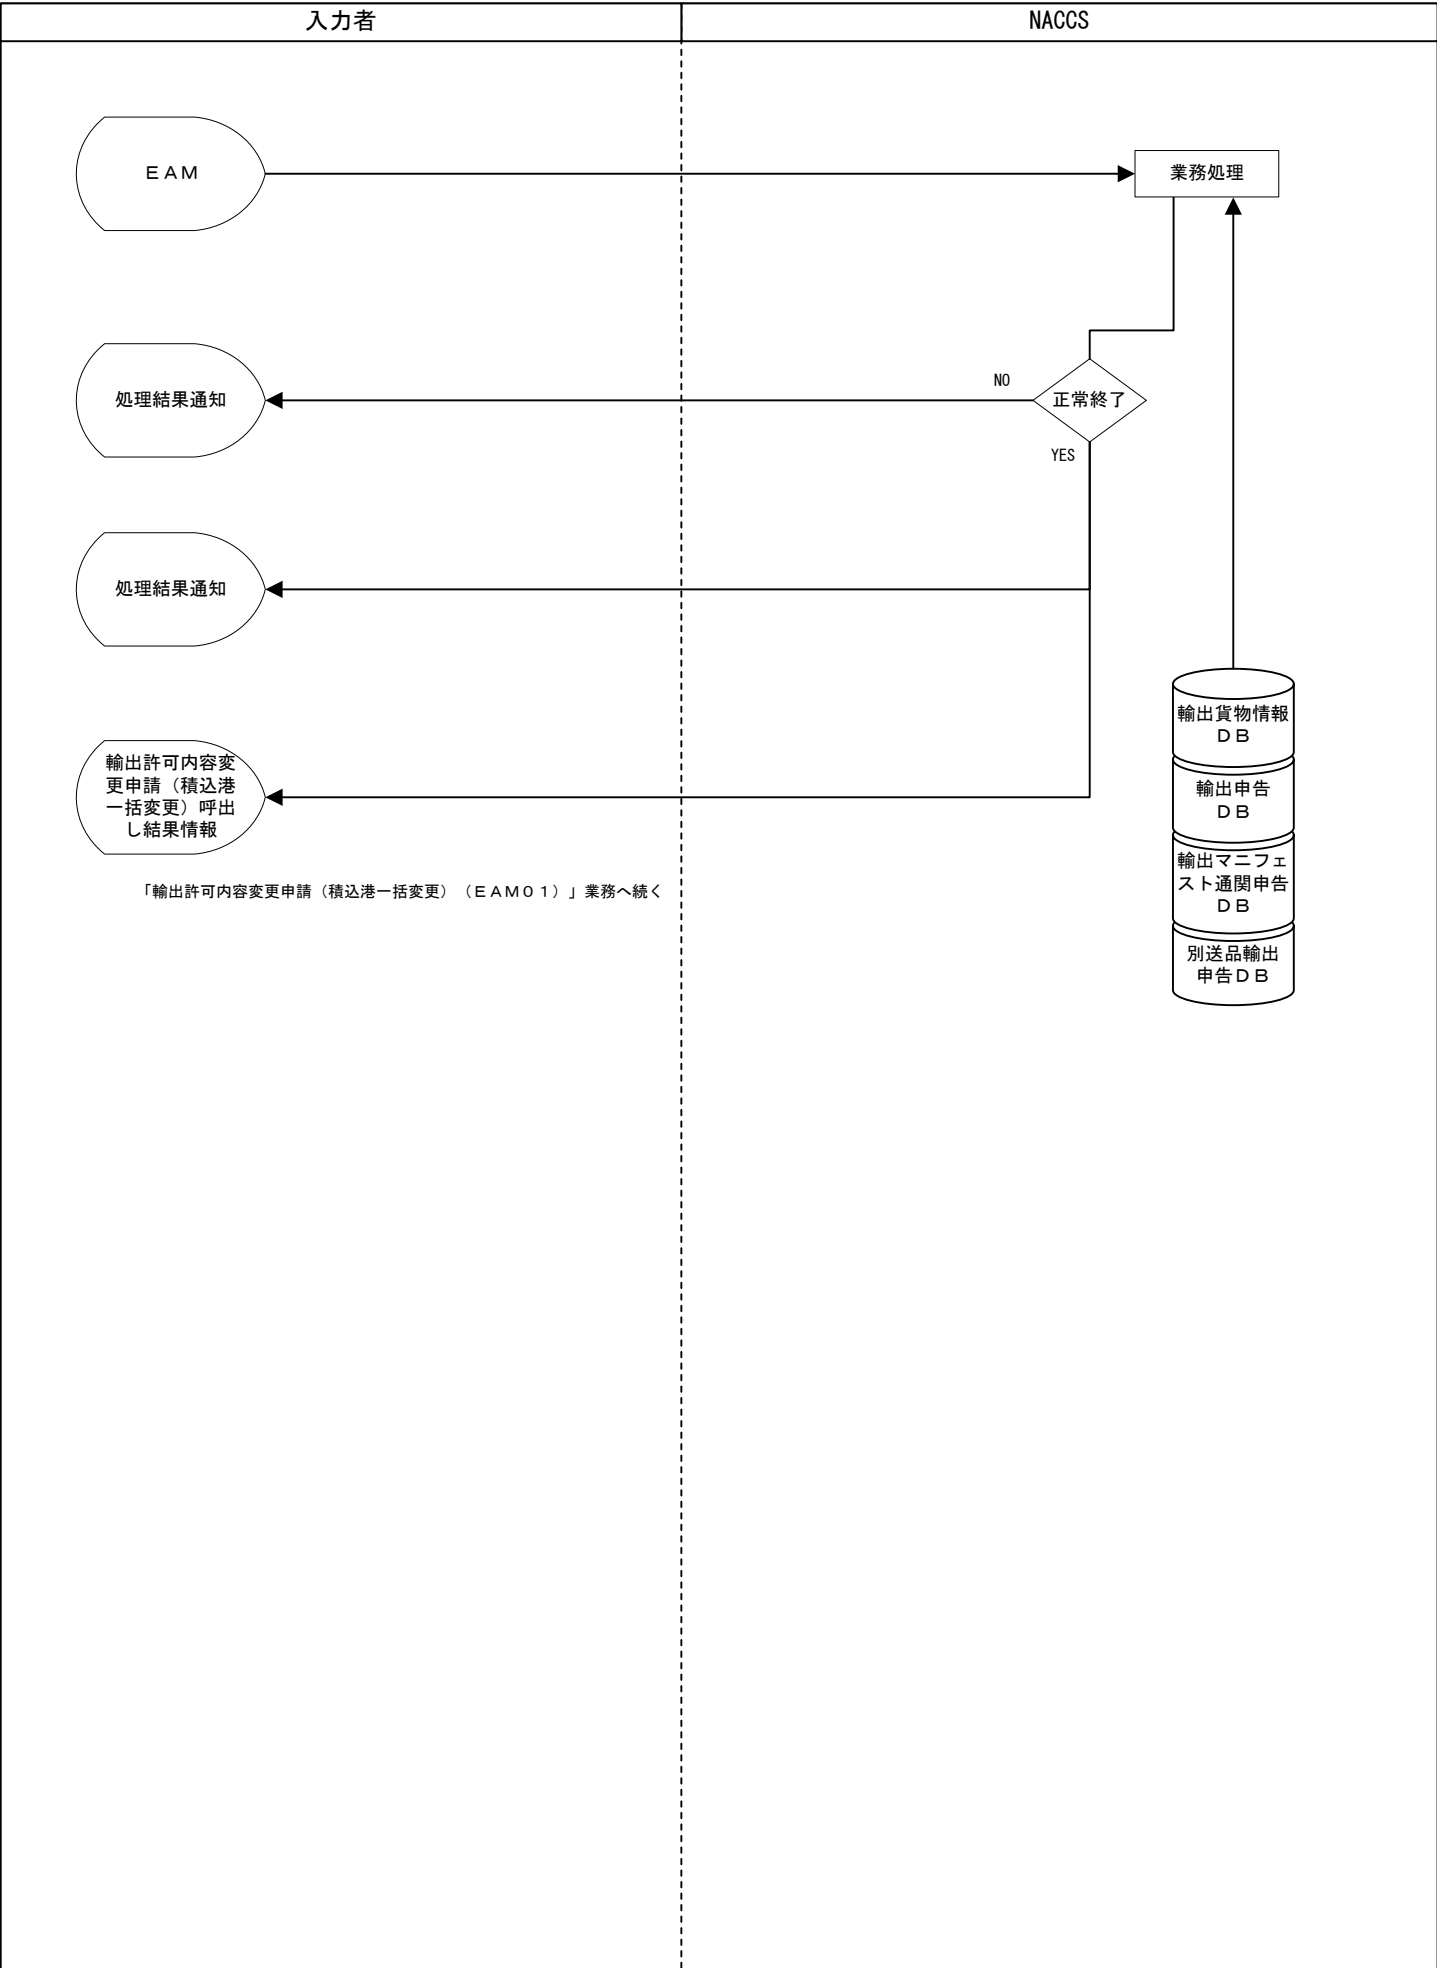 入力者
NACCS
ＥＡＭ
業務処理
処理結果通知
NO
正常終了
YES
処理結果通知
輸出許可内容変
更申請（積込港
一括変更）呼出
し結果情報
「輸出許可内容変更申請（積込港一括変更）（ＥＡＭ０１）」業務へ続く
輸出貨物情報
ＤＢ
輸出申告
ＤＢ
輸出マニフェ
スト通関申告
ＤＢ
別送品輸出
申告ＤＢ